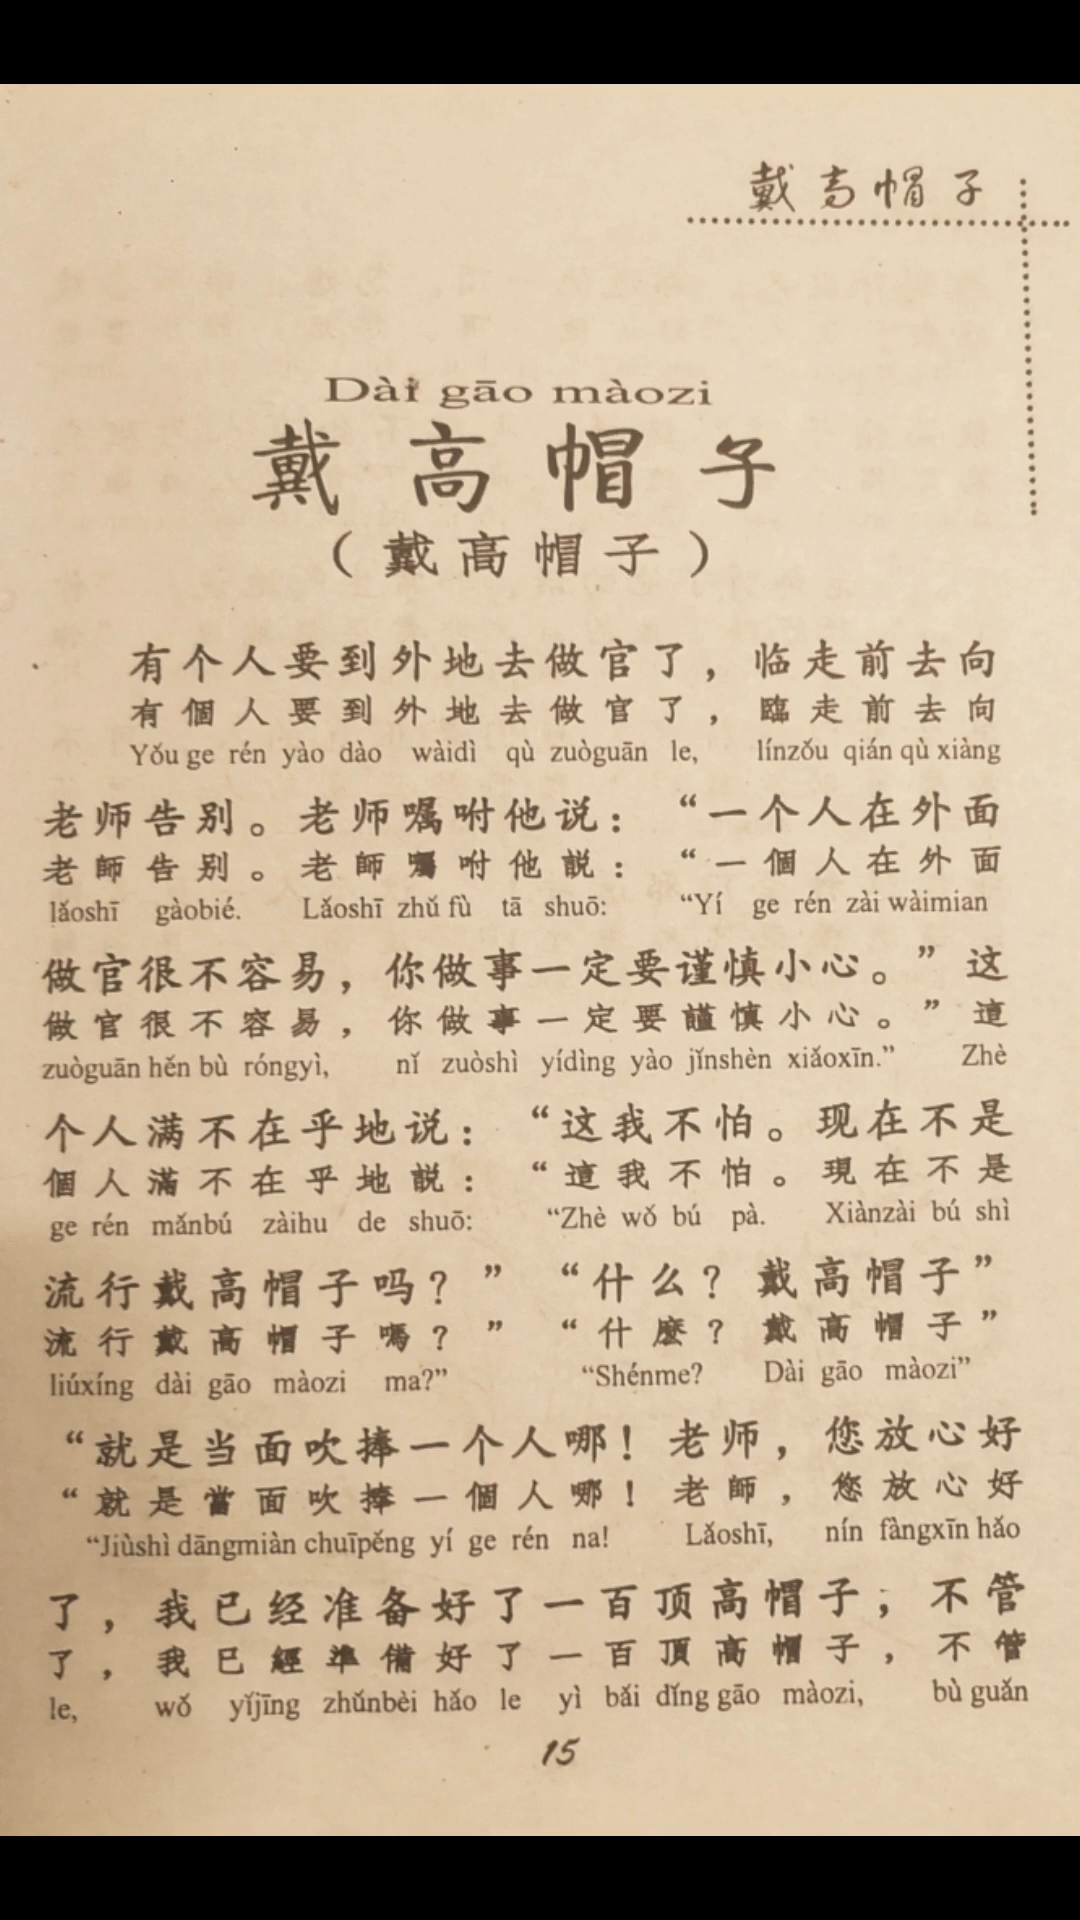 戴高帽子
Dài gāo màozi
戴高帽子
（戴高帽子）
有个人要到外地去做官了，临走前去向
有個人要到外地去做官了，臨走前去向
Yǒu ge rén yào dào wàidì qù zuòguān le, línzǒu qián qù xiàng
老师告别。老师嘱咐他说：“一个人在外面
老師告别。老師囑咐他説：“一個人在外面
lǎoshī gàobié. Lǎoshī zhǔ fù tā shuō: “Yí ge rén zài wàimian
做官很不容易，你做事一定要谨慎小心。”这
做官很不容易，你做事一定要謹慎小心。”這
zuòguān hěn bù róngyì, nǐ zuòshì yídìng yào jǐnshèn xiǎoxīn.” Zhè
个人满不在乎地说：“这我不怕。现在不是
個人滿不在乎地説：“這我不怕。現在不是
ge rén mǎnbú zàihu de shuō: “Zhè wǒ bú pà. Xiànzài bú shì
流行戴高帽子吗？”“什么？戴高帽子”
流行戴高帽子嗎？”“什麽？戴高帽子”
liúxíng dài gāo màozi ma?” “Shénme? Dài gāo màozi”
“就是当面吹捧一个人哪！老师，您放心好
“就是當面吹捧一個人哪！老師，您放心好
“Jiùshì dāngmiàn chuīpěng yí ge rén na! Lǎoshī, nín fàngxīn hǎo
了，我已经准备好了一百顶高帽子；不管
了，我已經準備好了一百頂高帽子，不管
le, wǒ yǐjīng zhǔnbèi hǎo le yì bǎi dǐng gāo màozi, bù guǎn
15